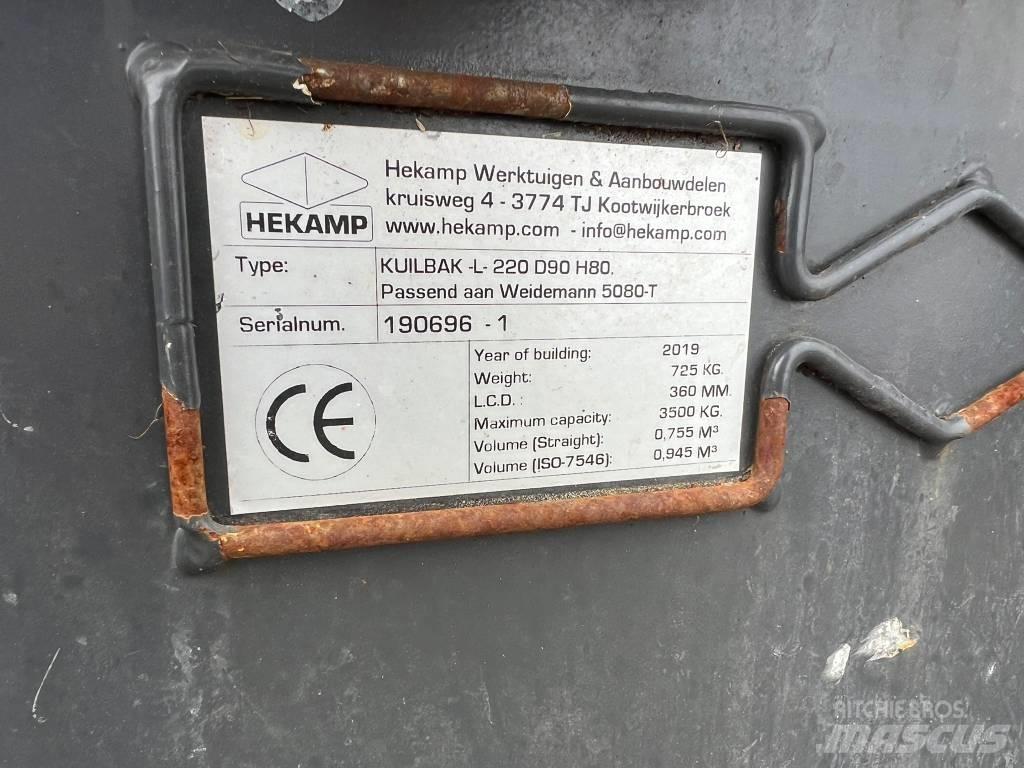 HEKAMP
Hekamp Werktuigen & Aanbouwdelen
kruisweg 4 - 3774 TJ Kootwijkerbroek
www.hekamp.com - info@hekamp.com
Type: KUILBAK -L- 220 D90 H80.
Passend aan Weidemann 5080-T
Serialnum. 190696 - 1
CE
Year of building: 2019
Weight: 725 KG.
L.C.D. : 360 MM.
Maximum capacity: 3500 KG.
Volume (Straight): 0,755 M³
Volume (ISO-7546): 0,945 M³
RITCHIE BROS.
MASCUS